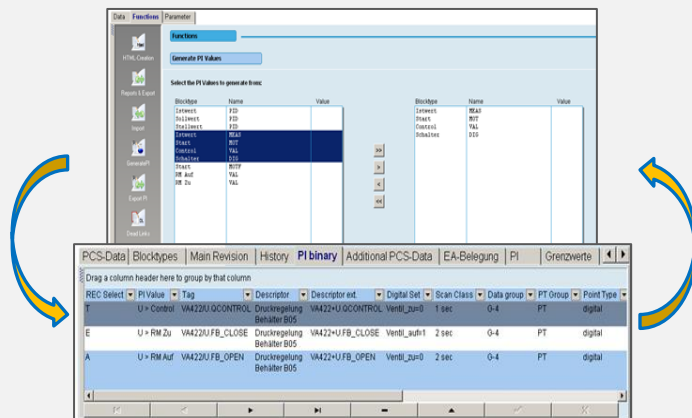 Data Functions Parameter
Functions
HTML Creation
Generate PI Values
Reports & Export
Select the PI Values to generate from:
Import
Blocktype Name Value
Istwert PID
Sollwert PID
Stellwert PID
Istwert MEAS
Start MOT
Control VAL
Schalter DIG
Start MOTF
RM Auf VAL
RM Zu VAL
>>
>
<
<<
Blocktype Name Value
Istwert MEAS
Start MOT
Control VAL
Schalter DIG
GeneratePI
Export PI
Dead Links
PCS-Data Blocktypes Main Revision History PI binary Additional PCS-Data EA-Belegung PI Grenzwerte
Drag a column header here to group by that column
REC Select PI Value Tag Descriptor Descriptor ext. Digital Set Scan Class Data group PT Group Point Type
T U > Control VA422/U.QCONTROL Druckregelung Behälter B05 VA422+U.QCONTROL Ventil_zu=0 1 sec G-4 PT digital
E U > RM Zu VA422/U.FB_CLOSE Druckregelung Behälter B05 VA422+U.FB_CLOSE Ventil_auf=1 2 sec G-4 PT digital
A U > RM Auf VA422/U.FB_OPEN Druckregelung Behälter B05 VA422+U.FB_OPEN Ventil_zu=0 2 sec G-4 PT digital